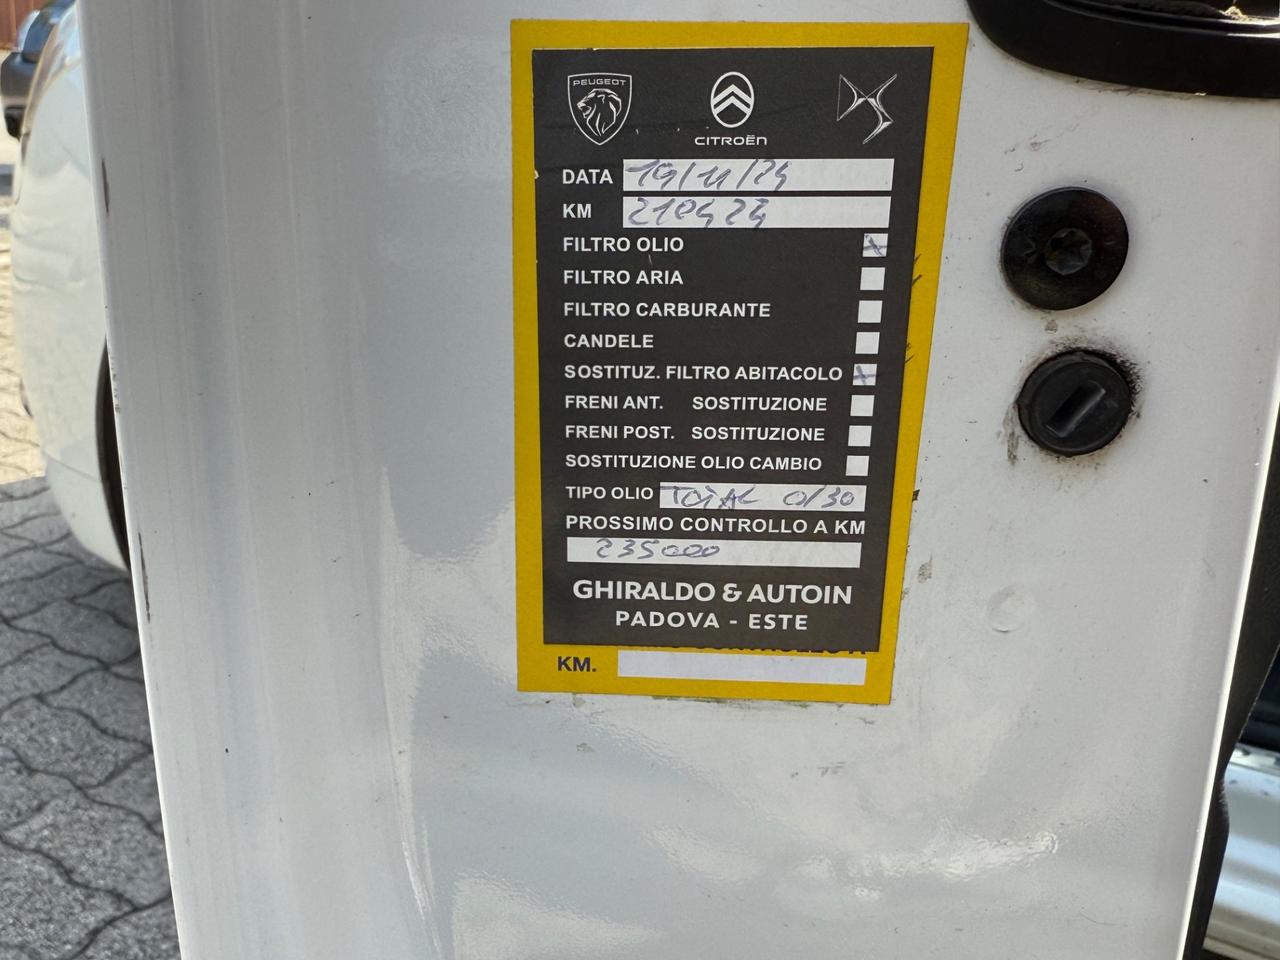 PEUGEOT
CITROËN
DS
DATA 19/11/24
KM 210424
FILTRO OLIO X
FILTRO ARIA
FILTRO CARBURANTE
CANDELE
SOSTITUZ. FILTRO ABITACOLO X
FRENI ANT. SOSTITUZIONE
FRENI POST. SOSTITUZIONE
SOSTITUZIONE OLIO CAMBIO
TIPO OLIO TOTAL 0/30
PROSSIMO CONTROLLO A KM
235000
GHIRALDO & AUTOIN
PADOVA - ESTE
KM.